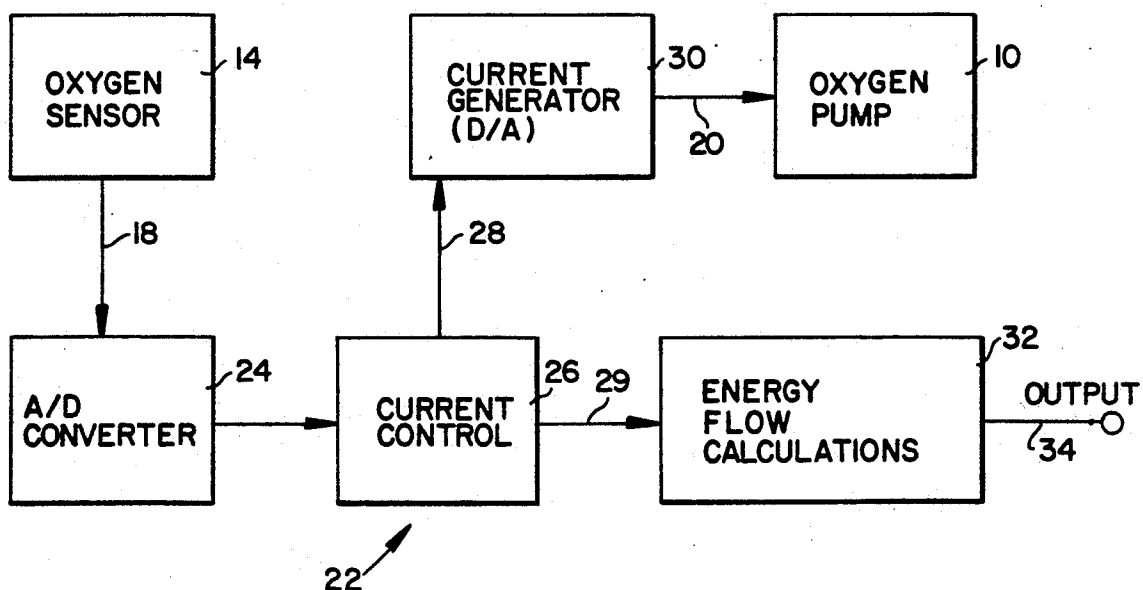 OXYGEN
SENSOR
14
CURRENT
GENERATOR
(D/A)
30
20
OXYGEN
PUMP
10
18
28
A/D
CONVERTER
24
CURRENT
CONTROL
26
29
ENERGY
FLOW
CALCULATIONS
32
OUTPUT
34
22